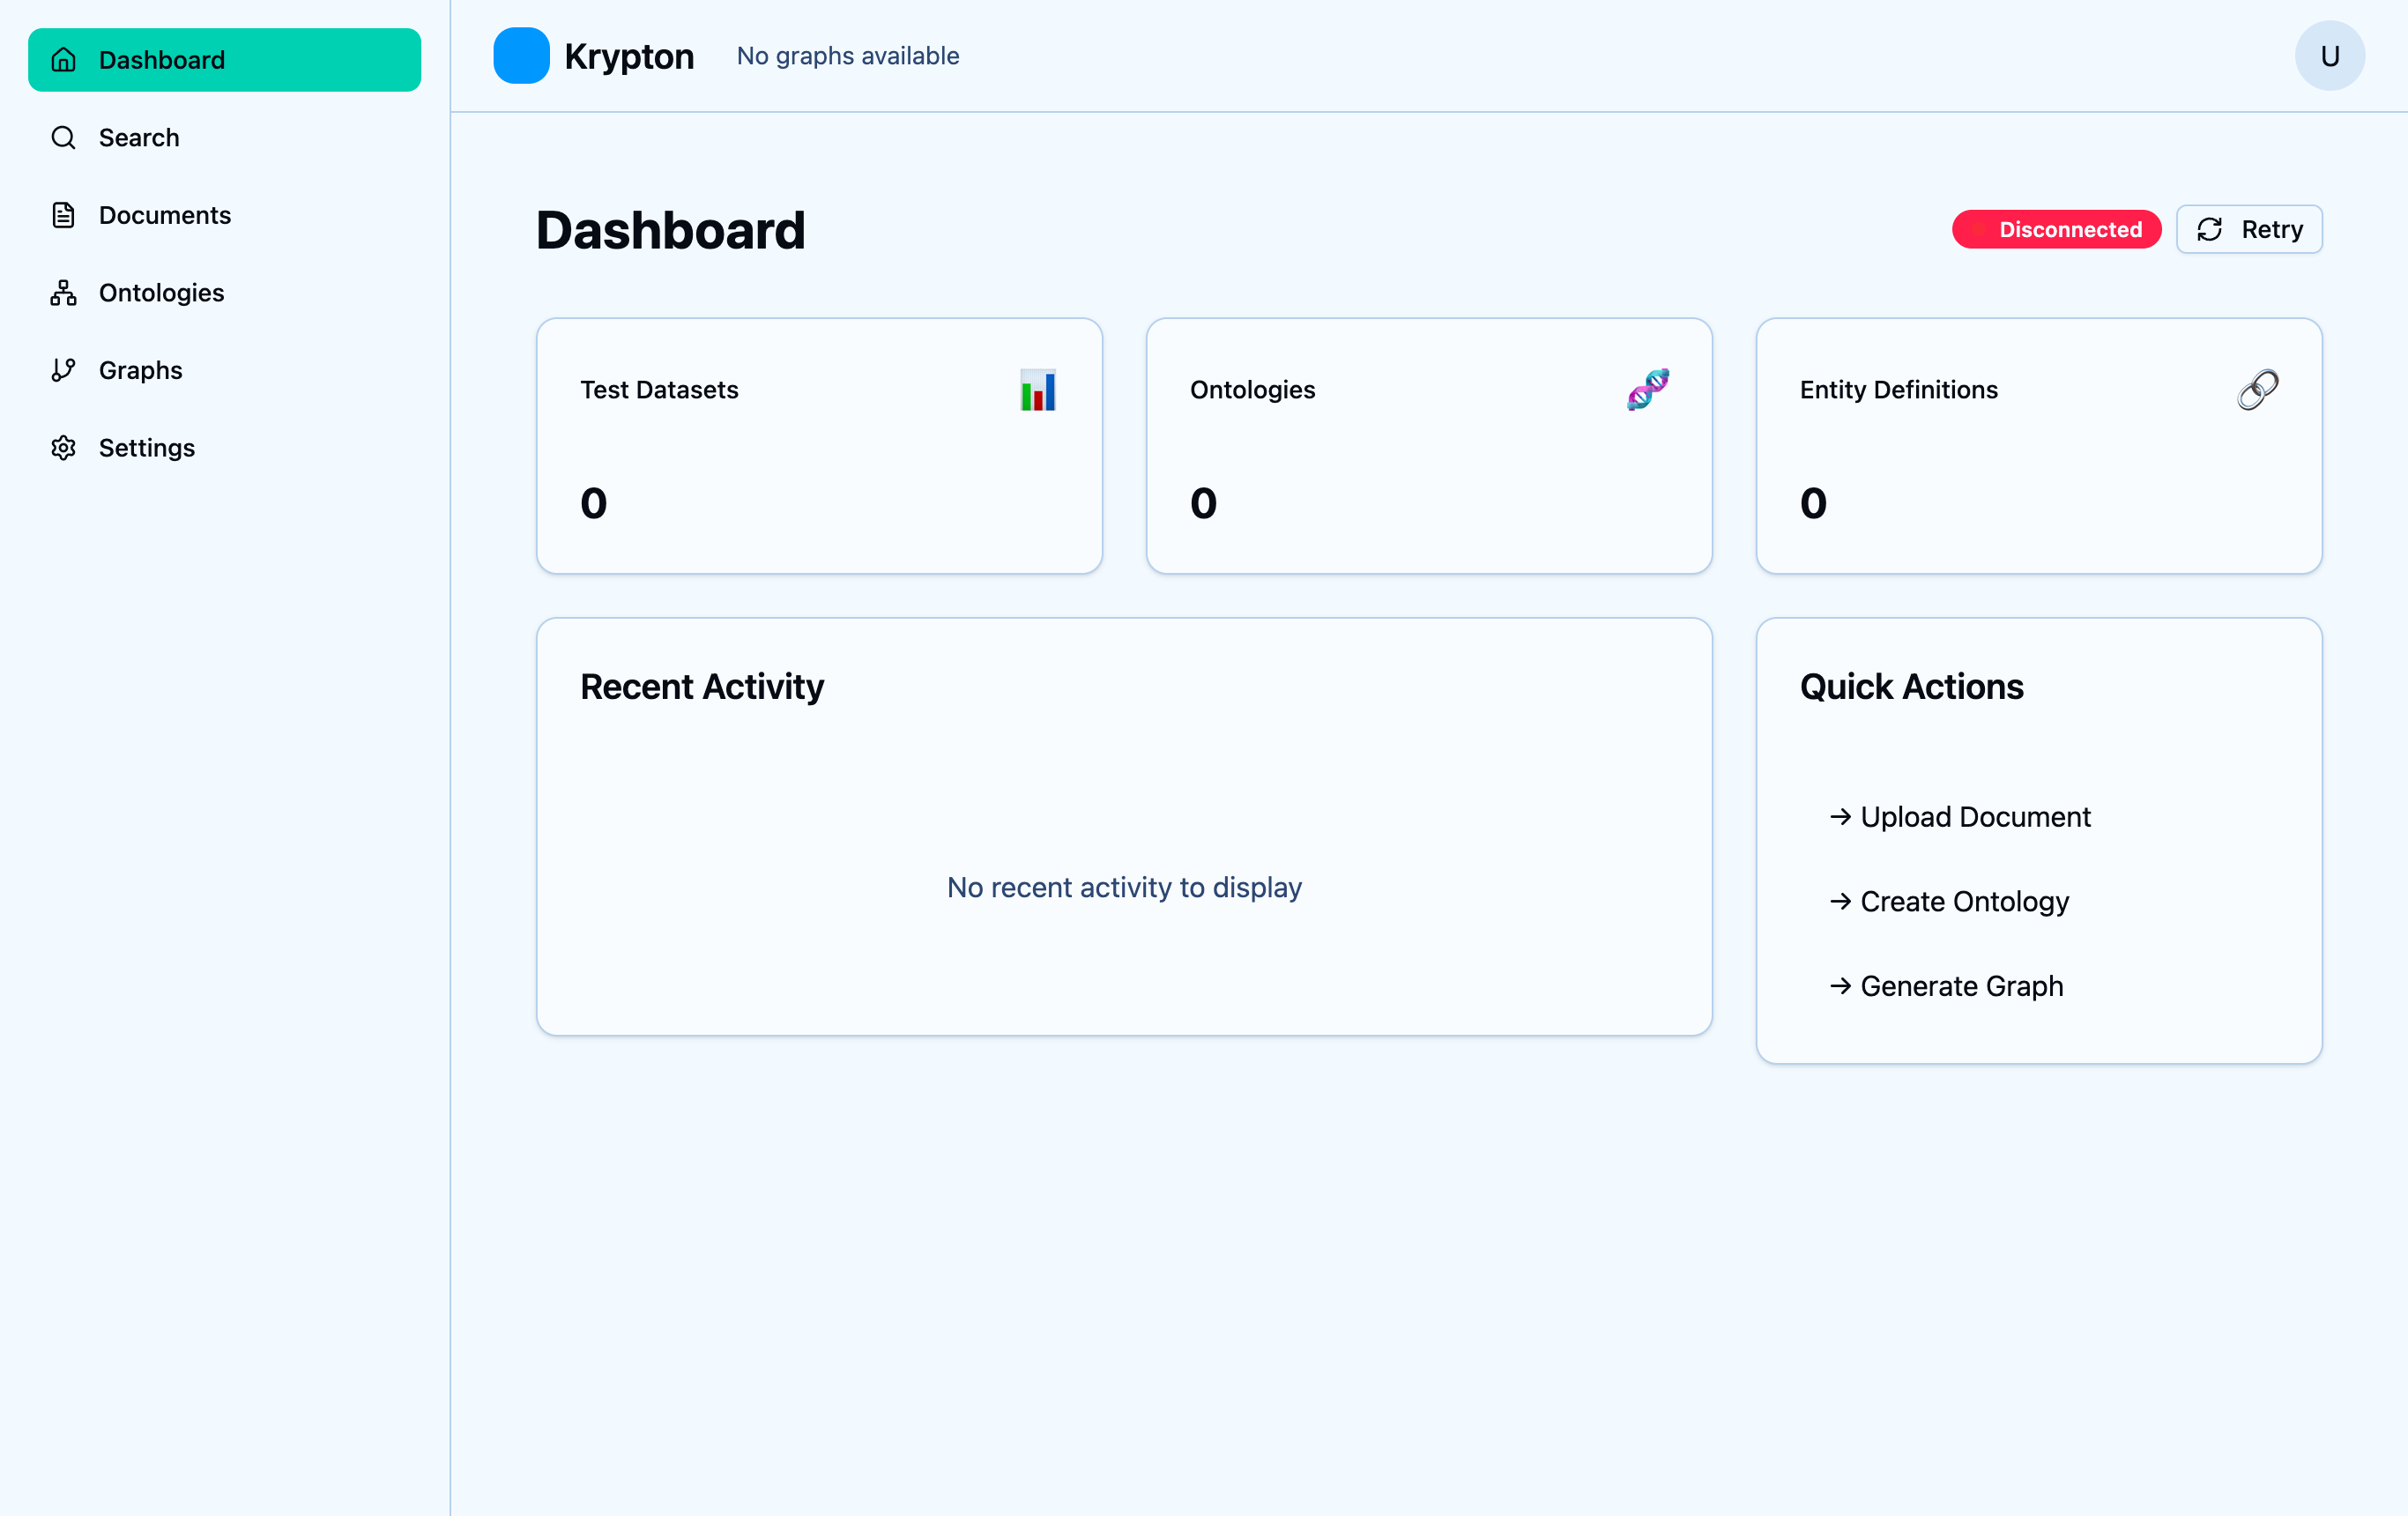 Dashboard
Search
Documents
Ontologies
Graphs
Settings
Krypton
No graphs available
U
Dashboard
Disconnected
Retry
Test Datasets
0
Ontologies
0
Entity Definitions
0
Recent Activity
No recent activity to display
Quick Actions
→ Upload Document
→ Create Ontology
→ Generate Graph